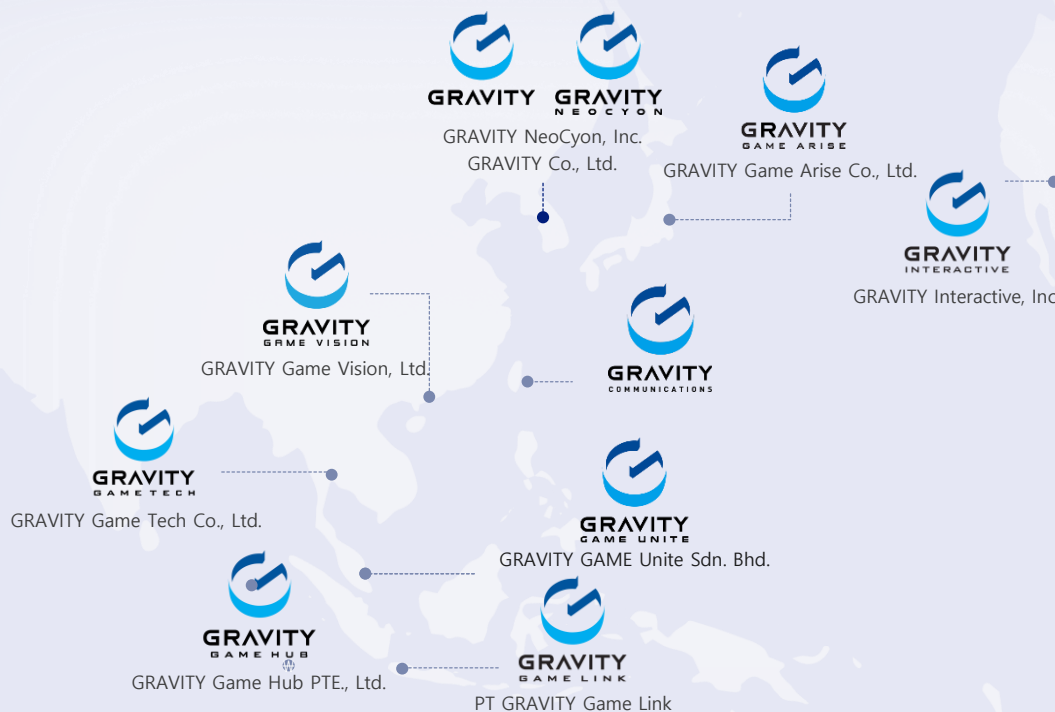 GRAVITY
GRAVITY
NEOCYON
GRAVITY NeoCyon, Inc.
GRAVITY Co., Ltd.
GRAVITY
GAME ARISE
GRAVITY Game Arise Co., Ltd.
GRAVITY
INTERACTIVE
GRAVITY Interactive, Inc
GRAVITY
GAME VISION
GRAVITY Game Vision, Ltd.
GRAVITY
COMMUNICATIONS
GRAVITY
GAME TECH
GRAVITY Game Tech Co., Ltd.
GRAVITY
GAME UNITE
GRAVITY GAME Unite Sdn. Bhd.
GRAVITY
GAME HUB
GRAVITY Game Hub PTE., Ltd.
GRAVITY
GAME LINK
PT GRAVITY Game Link